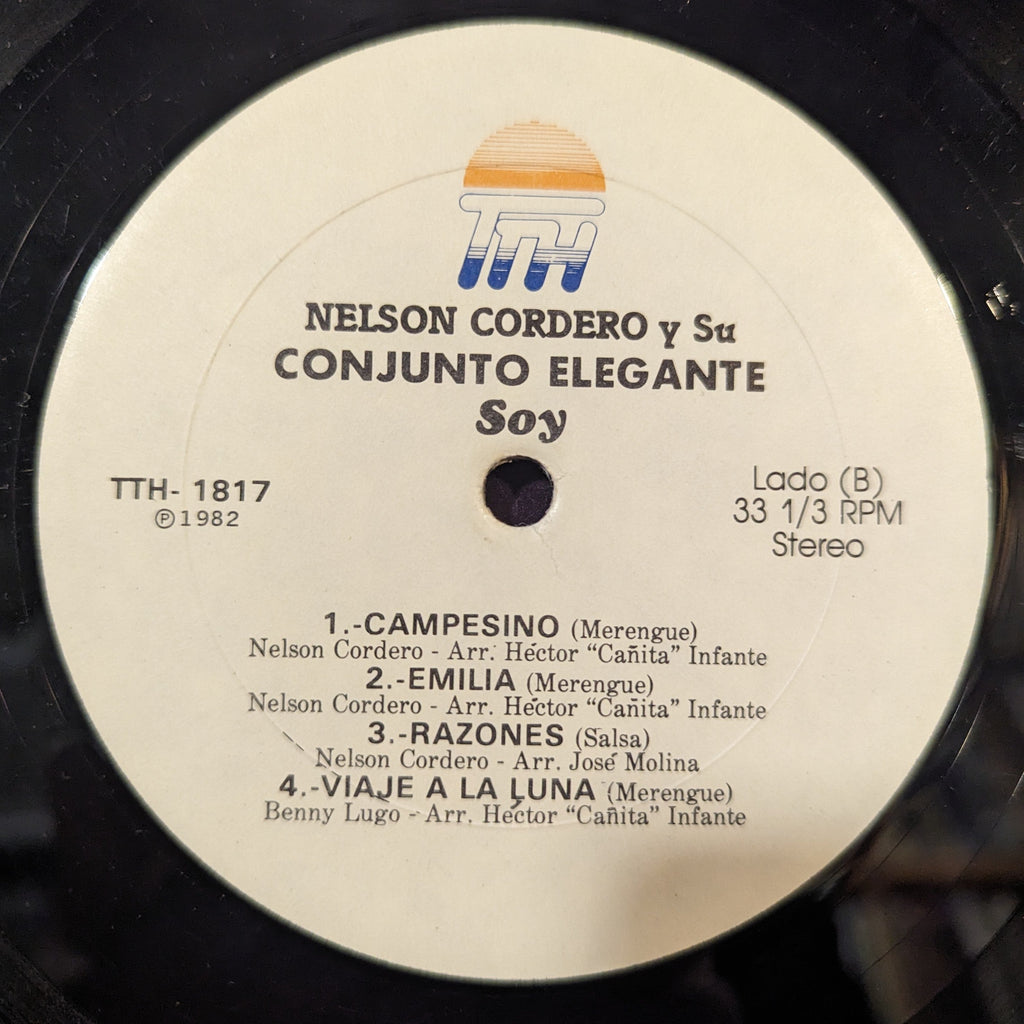 TTH
NELSON CORDERO y Su
CONJUNTO ELEGANTE
Soy
TTH- 1817
℗1982
Lado (B)
33 1/3 RPM
Stereo
1.-CAMPESINO (Merengue)
Nelson Cordero - Arr. Héctor “Cañita” Infante
2.-EMILIA (Merengue)
Nelson Cordero - Arr. Héctor “Cañita” Infante
3.-RAZONES (Salsa)
Nelson Cordero - Arr. José Molina
4.-VIAJE A LA LUNA (Merengue)
Benny Lugo - Arr. Héctor “Cañita” Infante